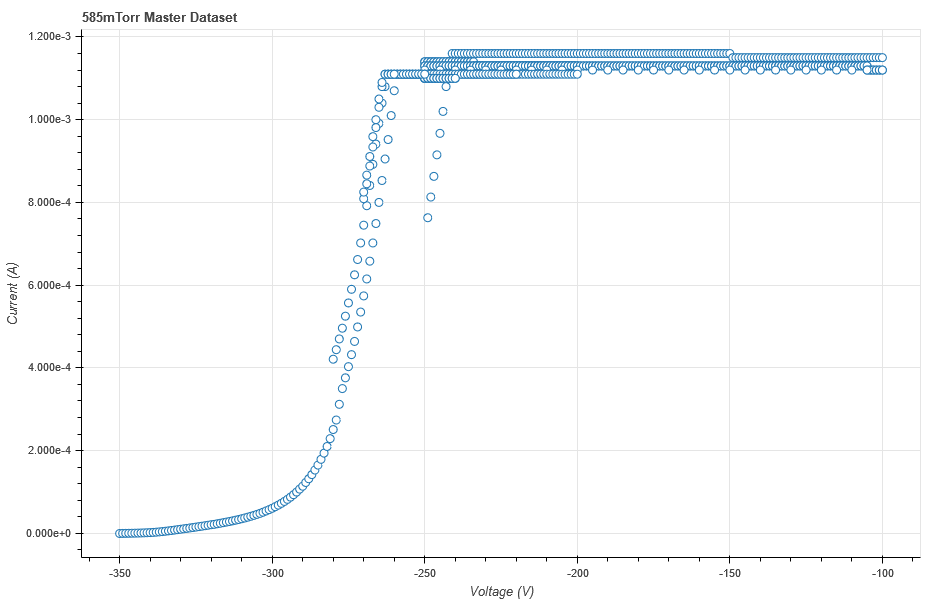 585mTorr Master Dataset
1.200e-3
1.000e-3
8.000e-4
6.000e-4
4.000e-4
2.000e-4
0.000e+0
Current (A)
-350 -300 -250 -200 -150 -100
Voltage (V)